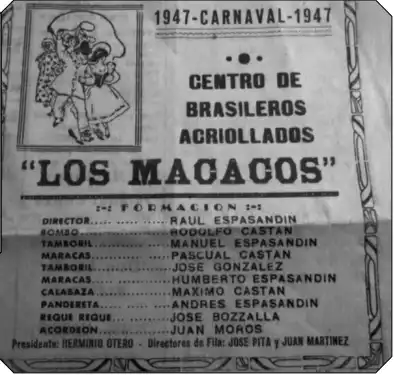 1947-CARNAVAL-1947
CENTRO DE
BRASILEROS
ACRIOLLADOS
"LOS MACACOS"
FORMACION
DIRECTOR.... ... ... ......RAUL ESPASANDIN
BOMBO... ... ... ... ......RODOLFO CASTAN
TAMBORIL... ... ... ......MANUEL ESPASANDIN
MARACAS... ... ... ......PASCUAL CASTAN
TAMBORIL... ... ... ......JOSE GONZALEZ
MARACAS... ... ... ......HUMBERTO ESPASANDIN
CALABAZA... ... ... ......MAXIMO CASTAN
PANDERETA... ... ... ......ANDRES ESPASANDIN
REQUE REQUE... ... ......JOSE BOZZALLA
ACORDEON... ... ... ......JUAN MOROS
Presidente: HERMINIO OTERO - Directores de Fila: JOSE PITA y JUAN MARTINEZ